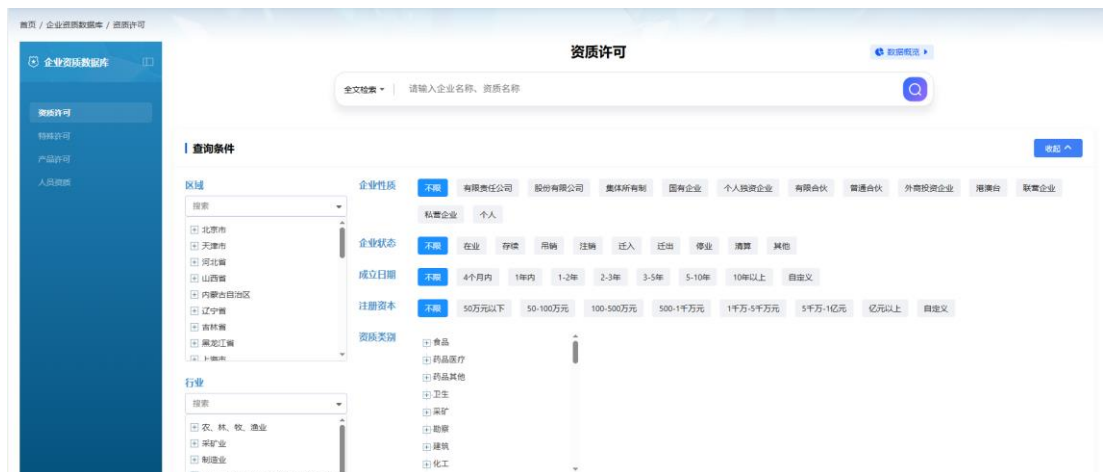 首页 / 企业资质数据库 / 资质许可
企业资质数据库
资质许可
特殊许可
产品许可
人员资质
资质许可
数据概览
全文检索
请输入企业名称、资质名称
查询条件
收起
区域
搜索
北京市
天津市
河北省
山西省
内蒙古自治区
辽宁省
吉林省
黑龙江省
上海市
行业
搜索
农、林、牧、渔业
采矿业
制造业
企业性质 不限 有限责任公司 股份有限公司 集体所有制 国有企业 个人独资企业 有限合伙 普通合伙 外商投资企业 港澳台 联营企业
私营企业 个人
企业状态 不限 在业 存续 吊销 注销 迁入 迁出 停业 清算 其他
成立日期 不限 4个月内 1年内 1-2年 2-3年 3-5年 5-10年 10年以上 自定义
注册资本 不限 50万元以下 50-100万元 100-500万元 500-1千万元 1千万-5千万元 5千万-1亿元 亿元以上 自定义
资质类别
食品
药品医疗
药品其他
卫生
采矿
勘察
建筑
化工